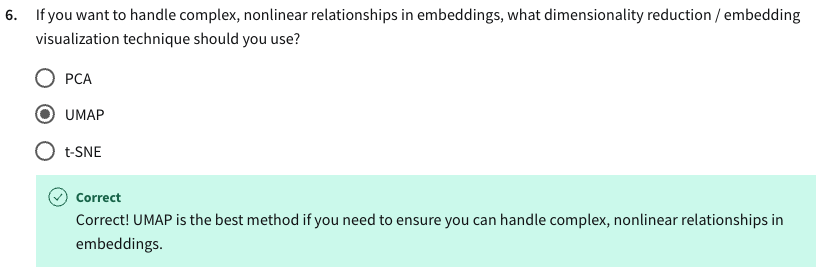 6. If you want to handle complex, nonlinear relationships in embeddings, what dimensionality reduction / embedding
visualization technique should you use?
PCA
UMAP
t-SNE
Correct
Correct! UMAP is the best method if you need to ensure you can handle complex, nonlinear relationships in
embeddings.